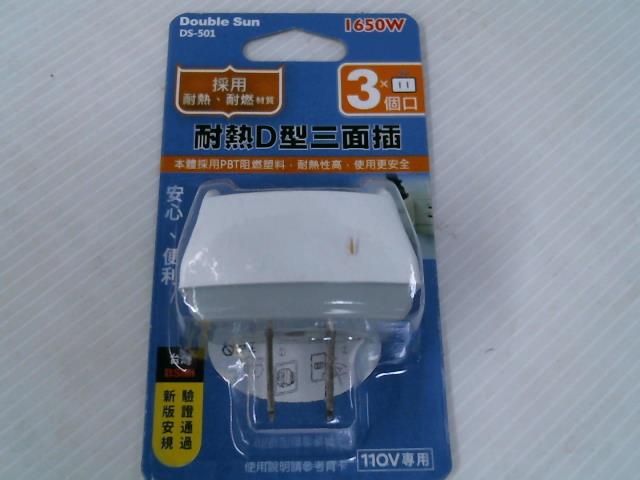 Double Sun
DS-501
1650W
採用
耐熱、耐燃材質
3×
個口
耐熱D型三面插
本體採用PBT阻燃塑料，耐熱性高，使用更安全
安心、便利
台灣
BSMI
新版安規
驗證通過
使用說明請參考背卡
110V專用